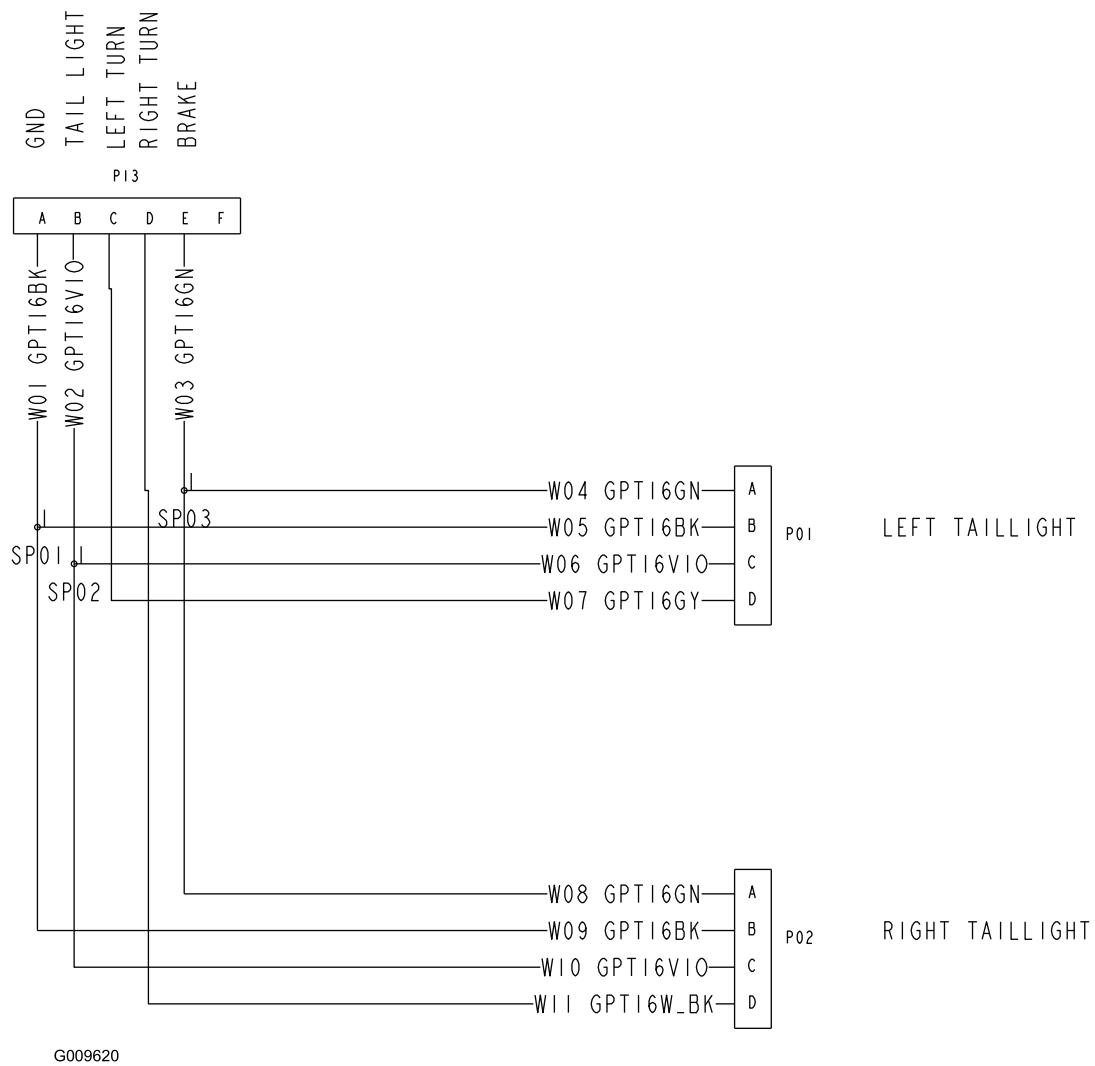 GND
TAIL LIGHT
LEFT TURN
RIGHT TURN
BRAKE
P13
A B C D E F
W01 GPT16BK
W02 GPT16VIO
W03 GPT16GN
W04 GPT16GN A
SP03
W05 GPT16BK B
P01
LEFT TAILLIGHT
SP01
W06 GPT16VIO C
SP02
W07 GPT16GY D
W08 GPT16GN A
W09 GPT16BK B
P02
RIGHT TAILLIGHT
W10 GPT16VIO C
W11 GPT16W_BK D
G009620